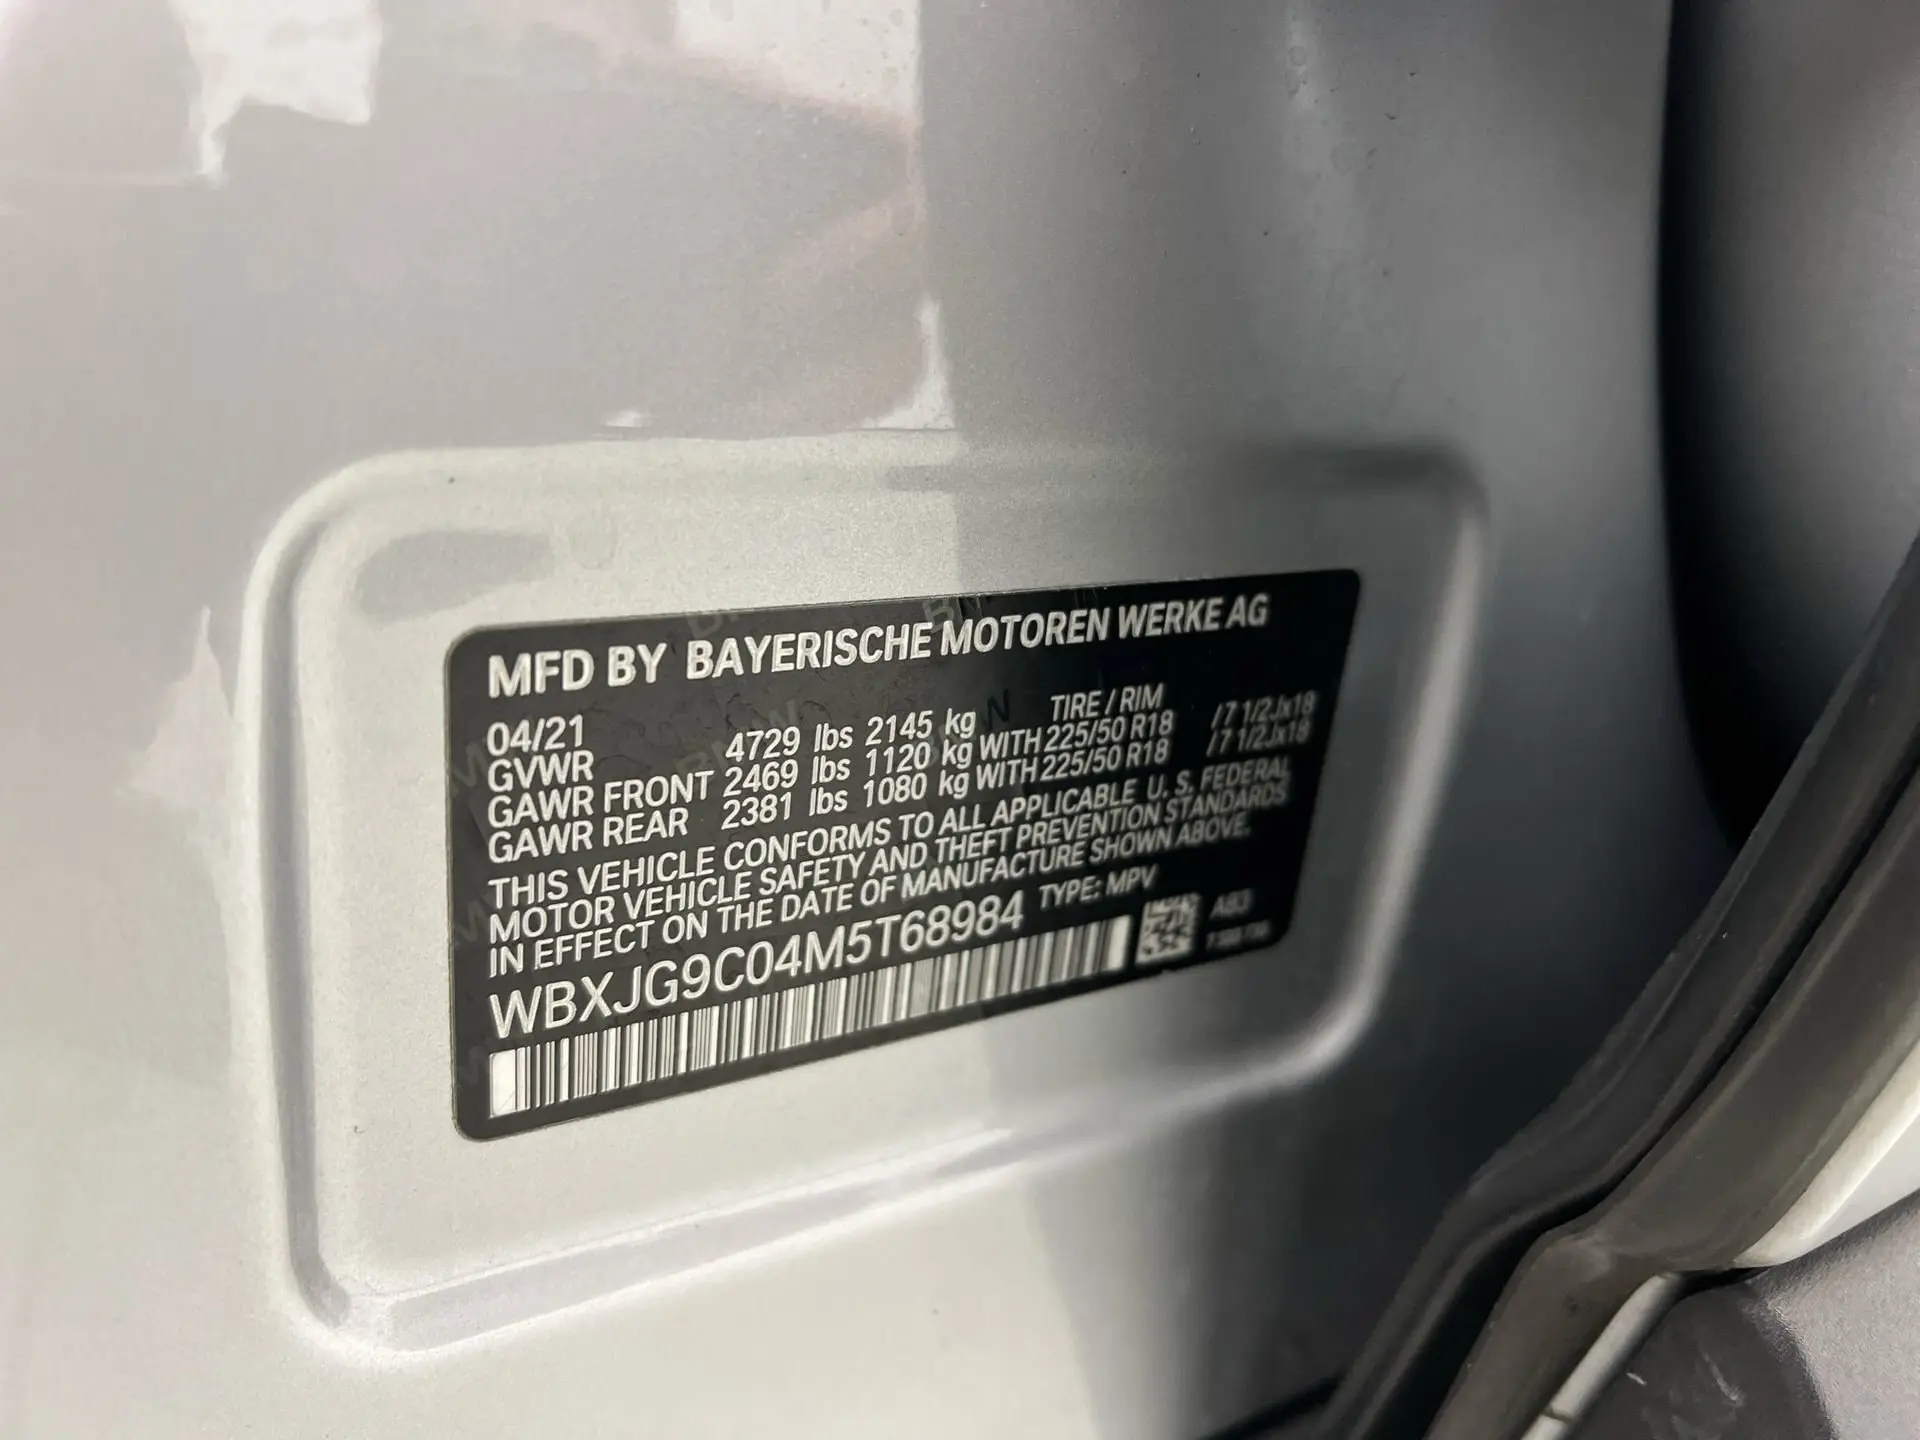 MFD BY BAYERISCHE MOTOREN WERKE AG
04/21 TIRE / RIM
GVWR 4729 lbs 2145 kg
GAWR FRONT 2469 lbs 1120 kg WITH 225/50 R18 /7 1/2Jx18
GAWR REAR 2381 lbs 1080 kg WITH 225/50 R18 /7 1/2Jx18
THIS VEHICLE CONFORMS TO ALL APPLICABLE U. S. FEDERAL
MOTOR VEHICLE SAFETY AND THEFT PREVENTION STANDARDS
IN EFFECT ON THE DATE OF MANUFACTURE SHOWN ABOVE.
WBXJG9C04M5T68984 TYPE: MPV
A83